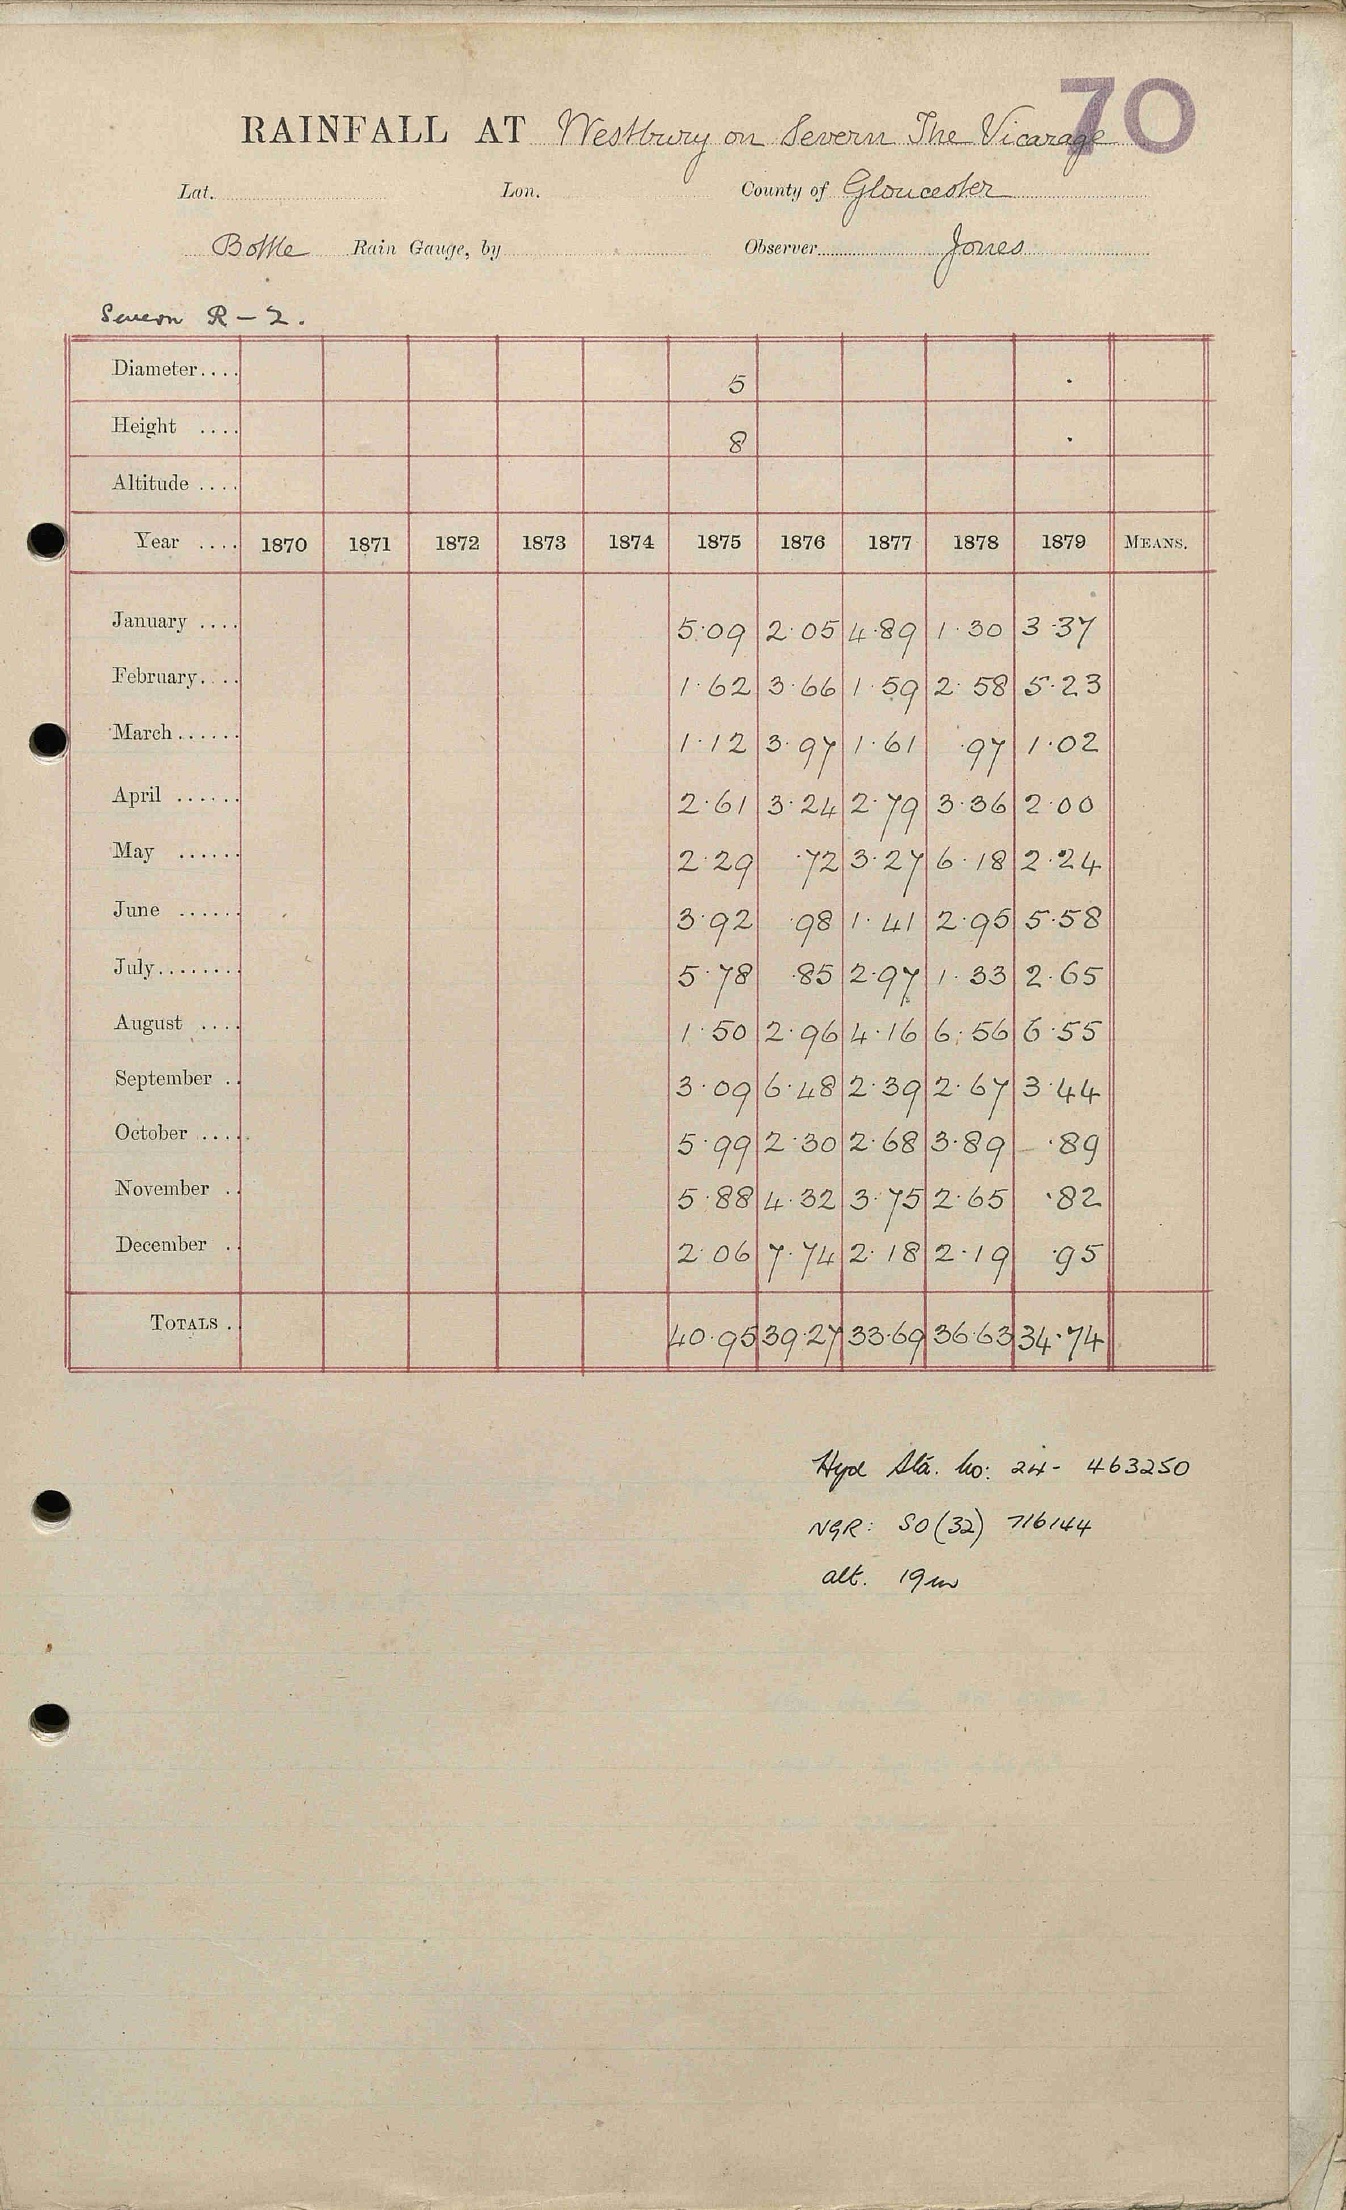 70
RAINFALL AT Westbury on Severn The Vicarage
Lat. Lon. County of Gloucester
Bottle Rain Gauge, by Observer Jones
Severn R - 2.
Diameter.... 5 .
Height .... 8 .
Altitude ....
Year .... 1870 1871 1872 1873 1874 1875 1876 1877 1878 1879 MEANS.
January .... 5.09 2.05 4.89 1.30 3.37
February.... 1.62 3.66 1.59 2.58 5.23
March...... 1.12 3.97 1.61 .97 1.02
April ...... 2.61 3.24 2.79 3.36 2.00
May ...... 2.29 .72 3.27 6.18 2.24
June ...... 3.92 .98 1.41 2.95 5.58
July........ 5.78 .85 2.97 1.33 2.65
August .... 1.50 2.96 4.16 6.56 6.55
September .. 3.09 6.48 2.39 2.67 3.44
October .... 5.99 2.30 2.68 3.89 .89
November .. 5.88 4.32 3.75 2.65 .82
December .. 2.06 7.74 2.18 2.19 .95
TOTALS .. 40.95 39.27 33.69 36.63 34.74
Hyd Sta. No: 24- 463250
NGR: SO (32) 716144
alt. 19m